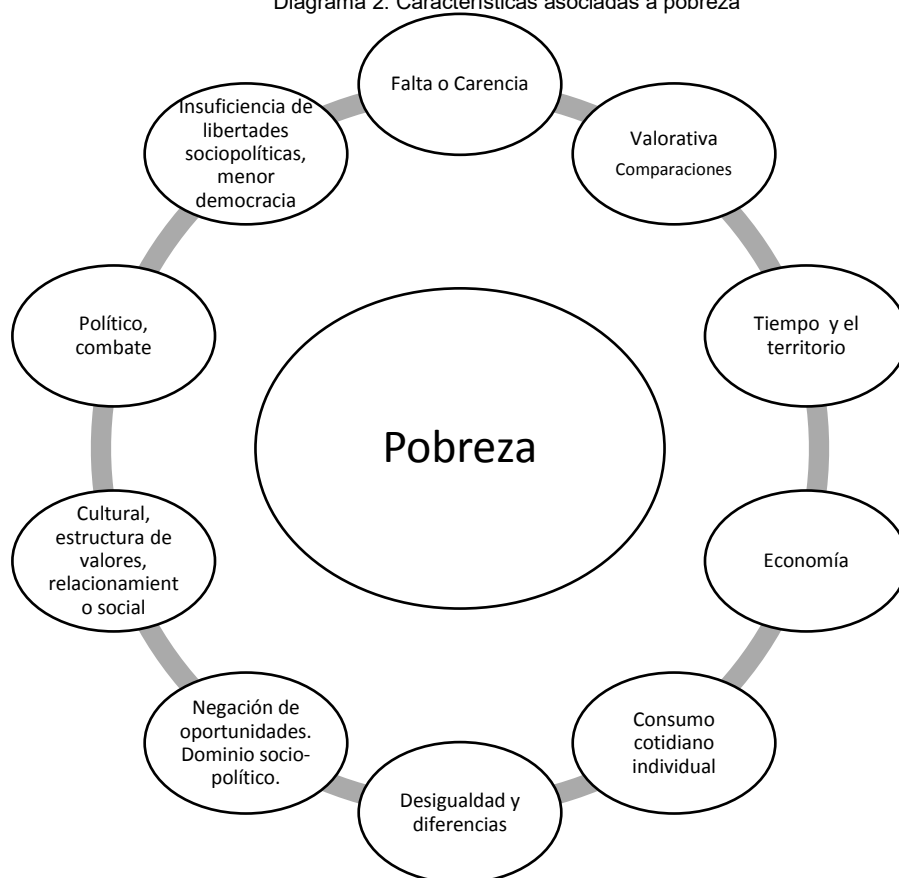 Diagrama 2. Características asociadas a pobreza
Falta o Carencia
Valorativa
Comparaciones
Tiempo y el
territorio
Economía
Consumo
cotidiano
individual
Desigualdad y
diferencias
Negación de
oportunidades.
Dominio socio-
político.
Cultural,
estructura de
valores,
relacionamient
o social
Político,
combate
Insuficiencia de
libertades
sociopolíticas,
menor
democracia
Pobreza